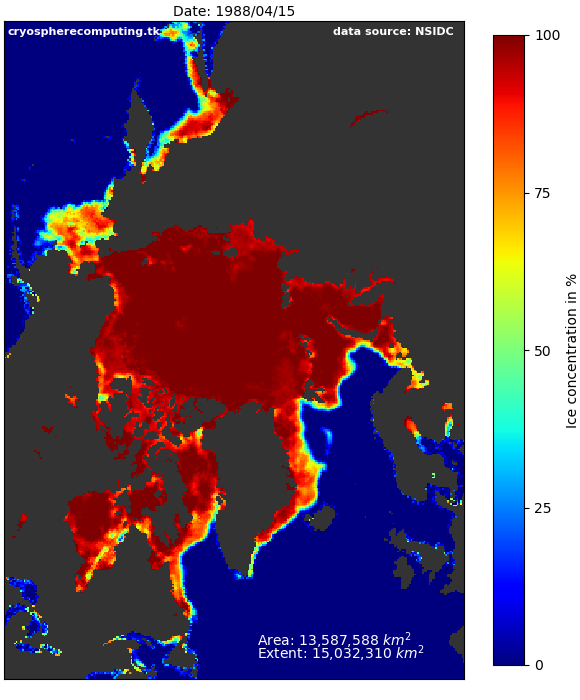 Date: 1988/04/15
cryospherecomputing.tk
data source: NSIDC
100
75
50
25
0
Ice concentration in %
Area: 13,587,588 km²
Extent: 15,032,310 km²